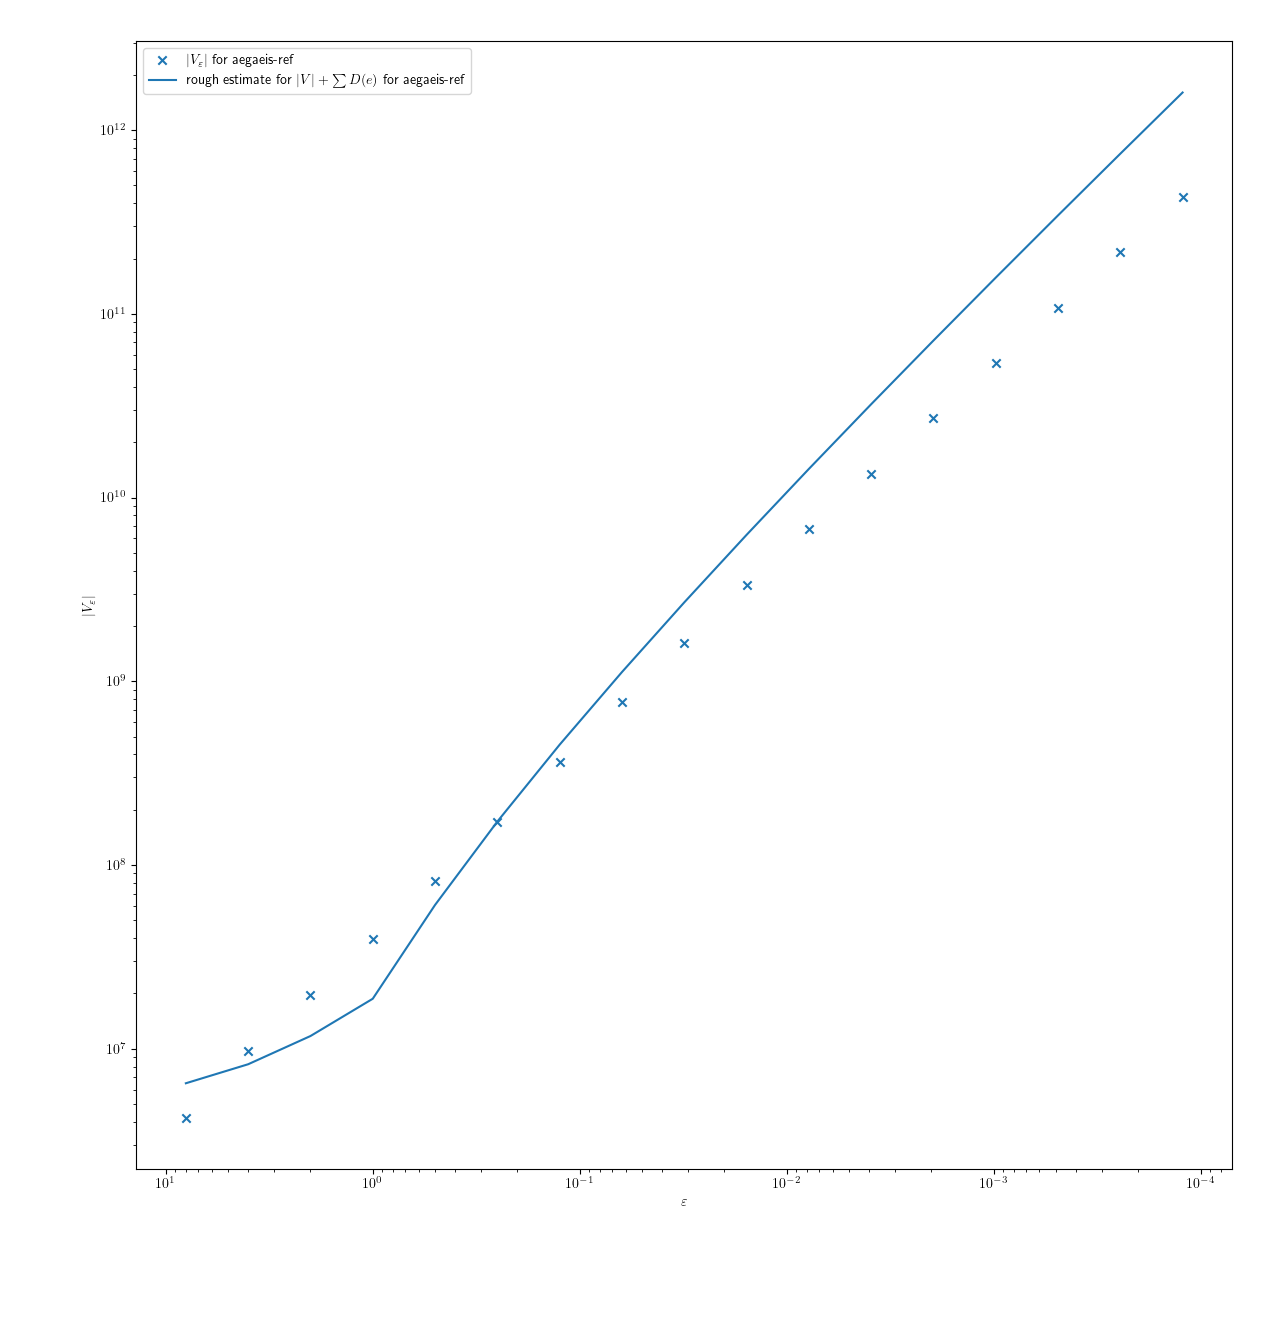 |V_ε| for aegaeis-ref
rough estimate for |V| + ∑ D(e) for aegaeis-ref
10^12
10^11
10^10
10^9
10^8
10^7
|V_ε|
10^1 10^0 10^−1 10^−2 10^−3 10^−4
ε